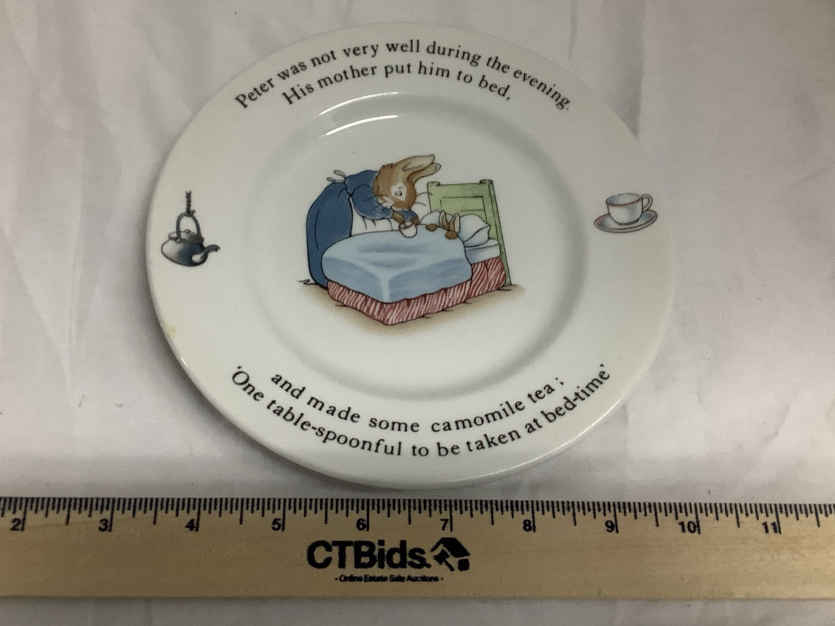 Peter was not very well during the evening.
His mother put him to bed,
and made some camomile tea;
'One table-spoonful to be taken at bed-time'
2 3 4 5 6 7 8 9 10 11
CTBids.
- Online Estate Sale Auctions -